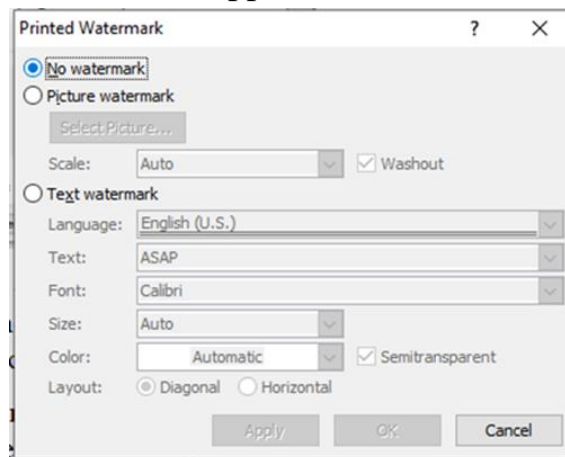 Printed Watermark ? ×
No watermark
Picture watermark
Select Picture...
Scale: Auto Washout
Text watermark
Language: English (U.S.)
Text: ASAP
Font: Calibri
Size: Auto
Color: Automatic Semitransparent
Layout: Diagonal Horizontal
Apply OK Cancel